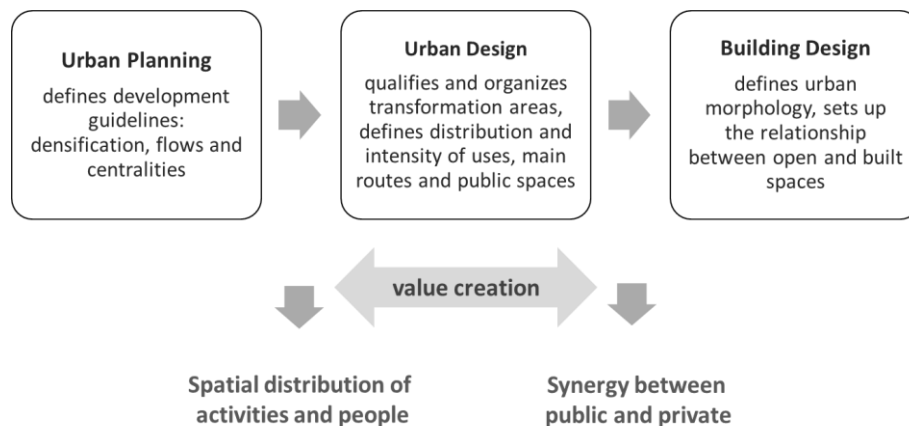 Urban Planning
defines development
guidelines:
densification, flows and
centralities
Urban Design
qualifies and organizes
transformation areas,
defines distribution and
intensity of uses, main
routes and public spaces
Building Design
defines urban
morphology, sets up
the relationship
between open and built
spaces
value creation
Spatial distribution of
activities and people
Synergy between
public and private